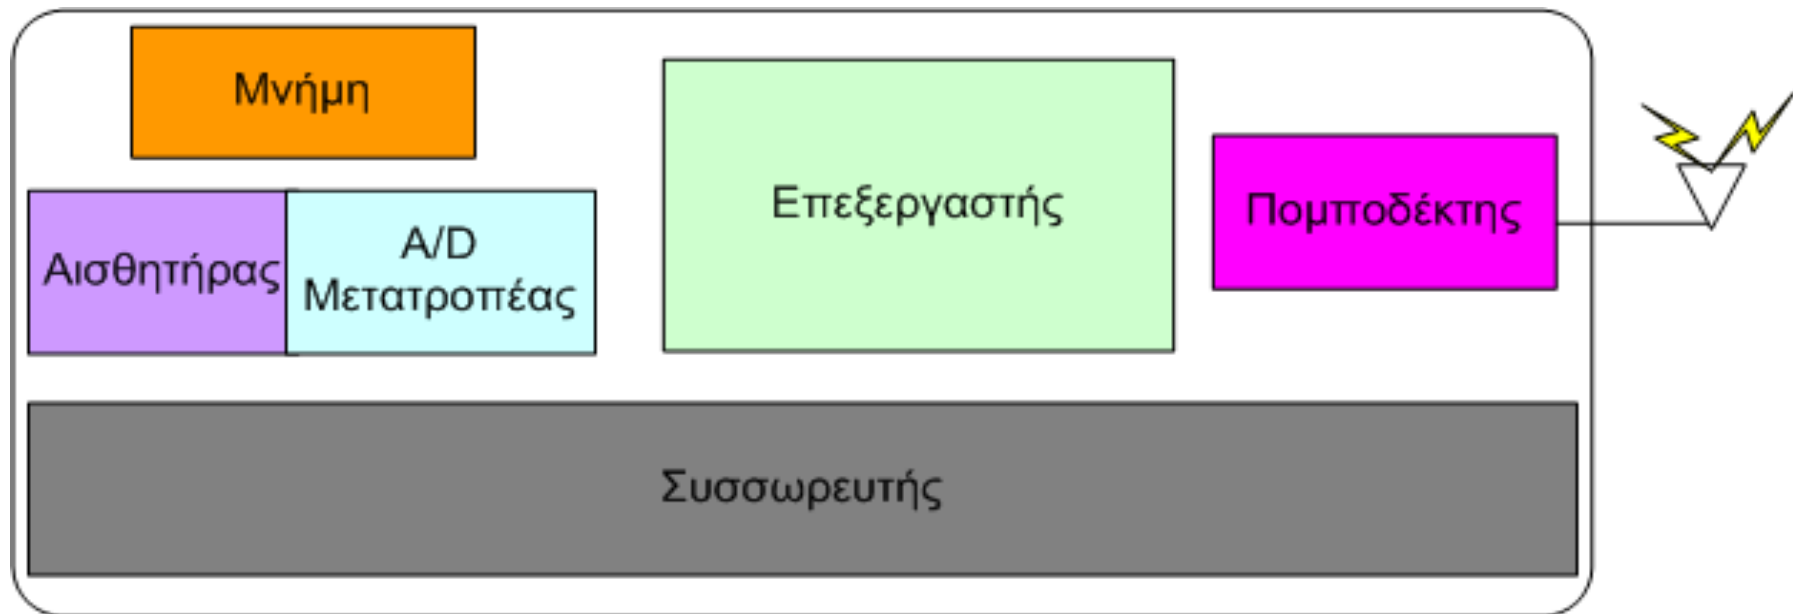 Μνήμη
Αισθητήρας
A/D
Μετατροπέας
Επεξεργαστής
Πομποδέκτης
Συσσωρευτής